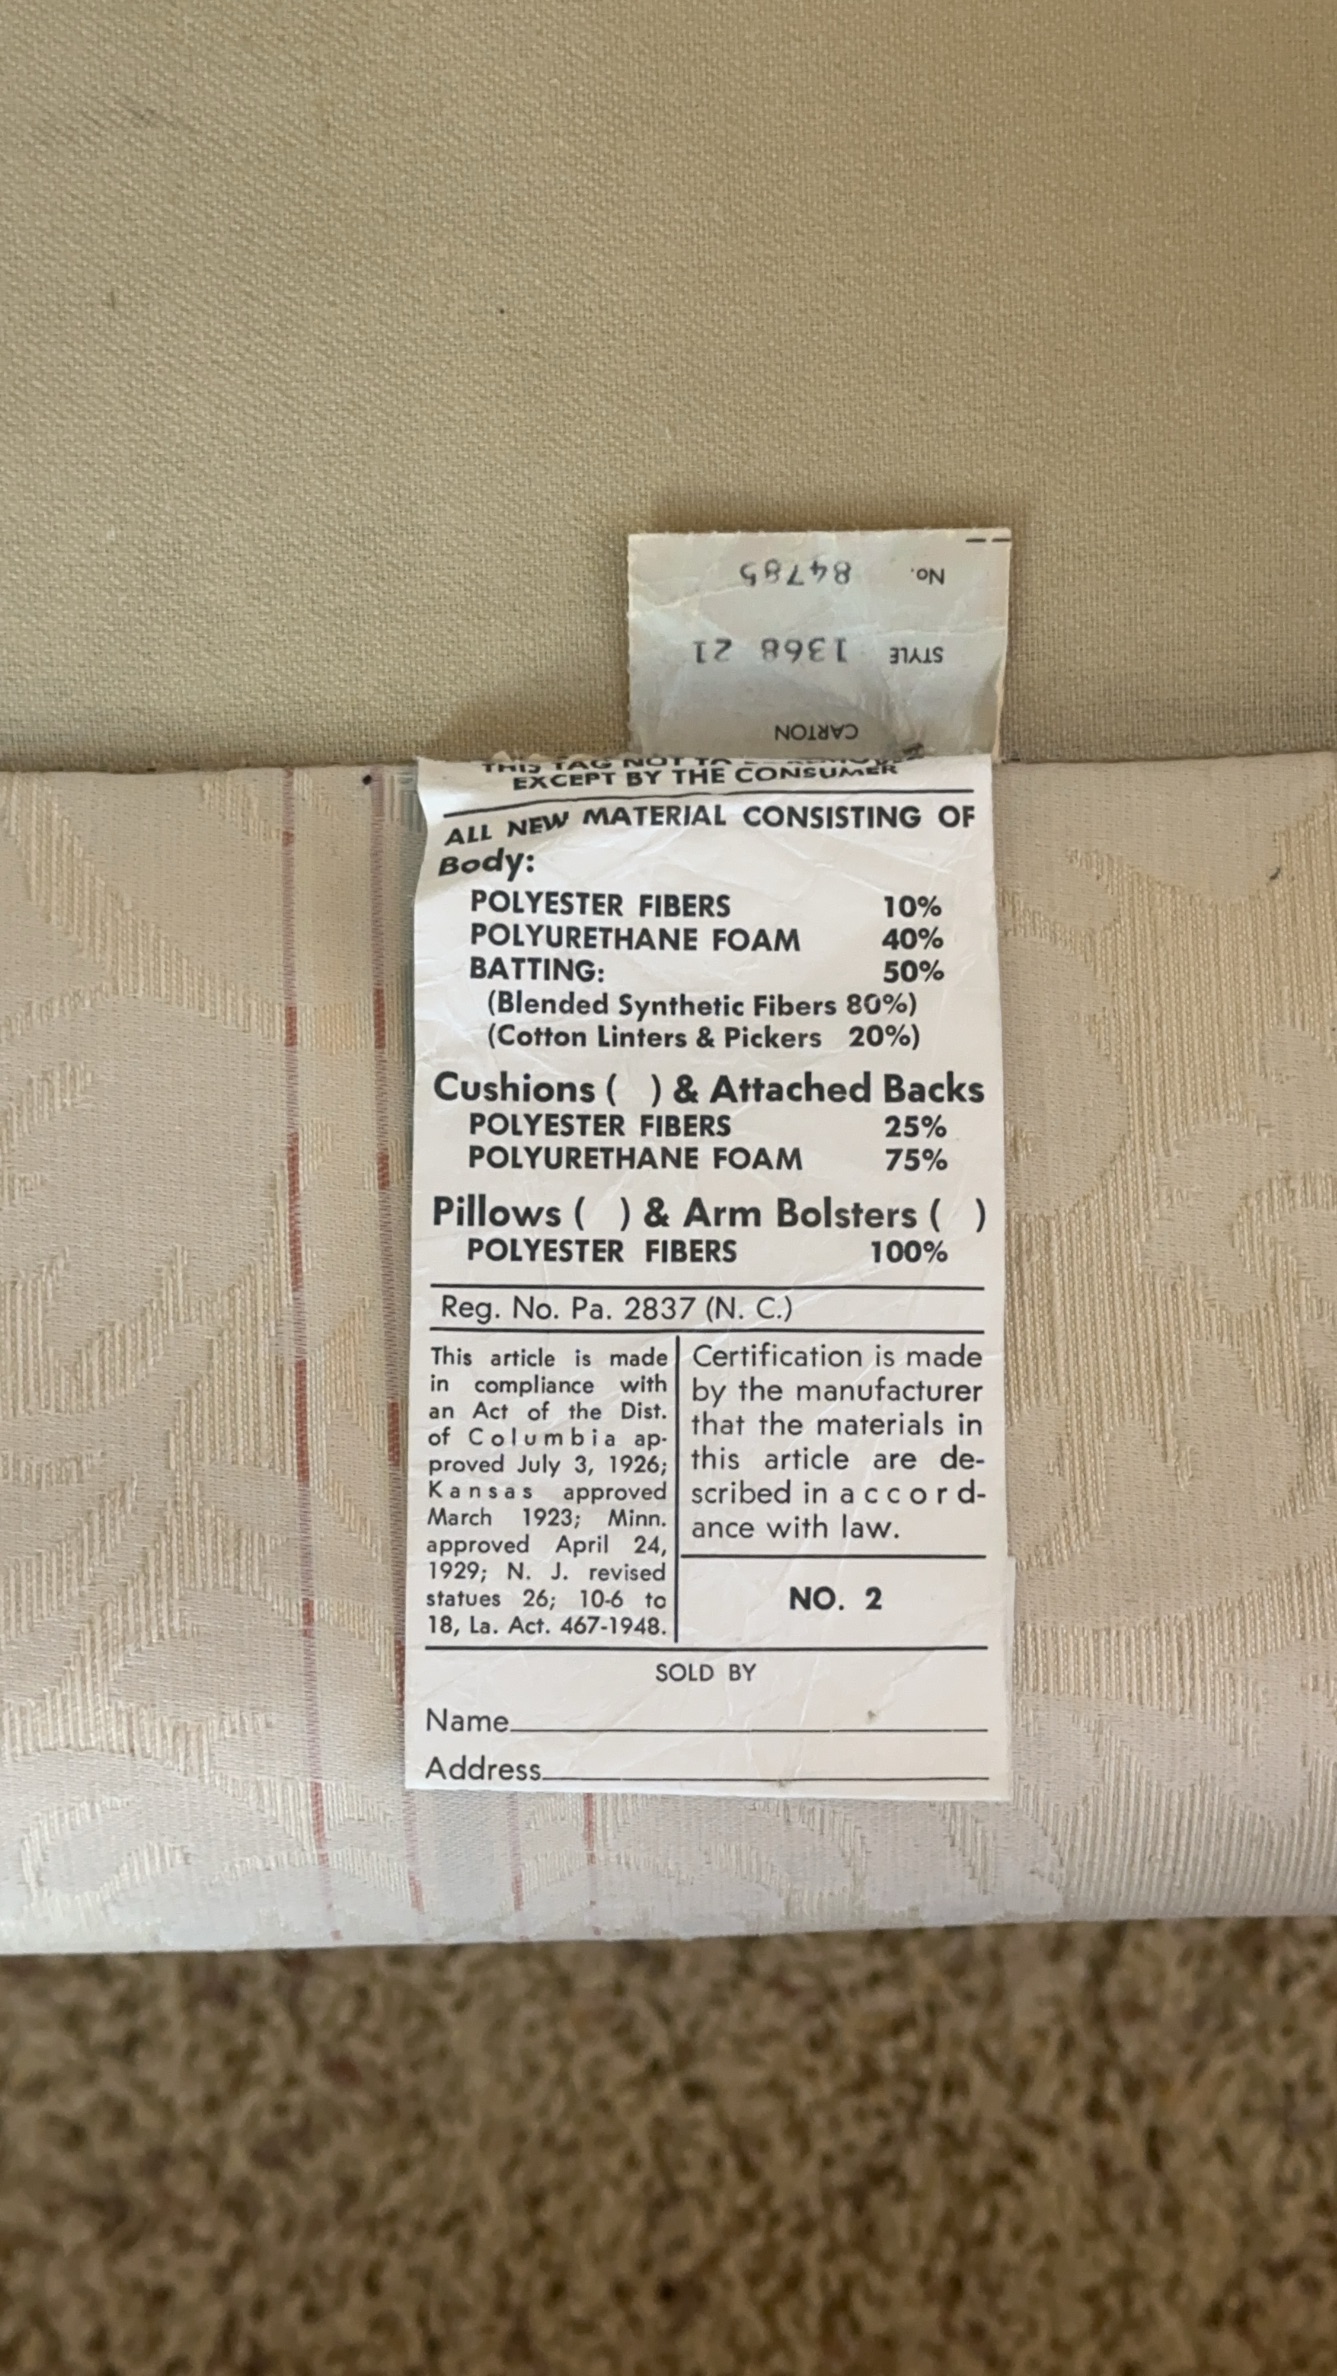 No. 84785
STYLE 1368 21
CARTON
THIS TAG NOT
EXCEPT BY THE CONSUMER
ALL NEW MATERIAL CONSISTING OF
Body:
POLYESTER FIBERS 10%
POLYURETHANE FOAM 40%
BATTING: 50%
(Blended Synthetic Fibers 80%)
(Cotton Linters & Pickers 20%)
Cushions ( ) & Attached Backs
POLYESTER FIBERS 25%
POLYURETHANE FOAM 75%
Pillows ( ) & Arm Bolsters ( )
POLYESTER FIBERS 100%
Reg. No. Pa. 2837 (N. C.)
This article is made
in compliance with
an Act of the Dist.
of Columbia ap-
proved July 3, 1926;
Kansas approved
March 1923; Minn.
approved April 24,
1929; N. J. revised
statues 26; 10-6 to
18, La. Act. 467-1948.
Certification is made
by the manufacturer
that the materials in
this article are de-
scribed in accord-
ance with law.
NO. 2
SOLD BY
Name
Address